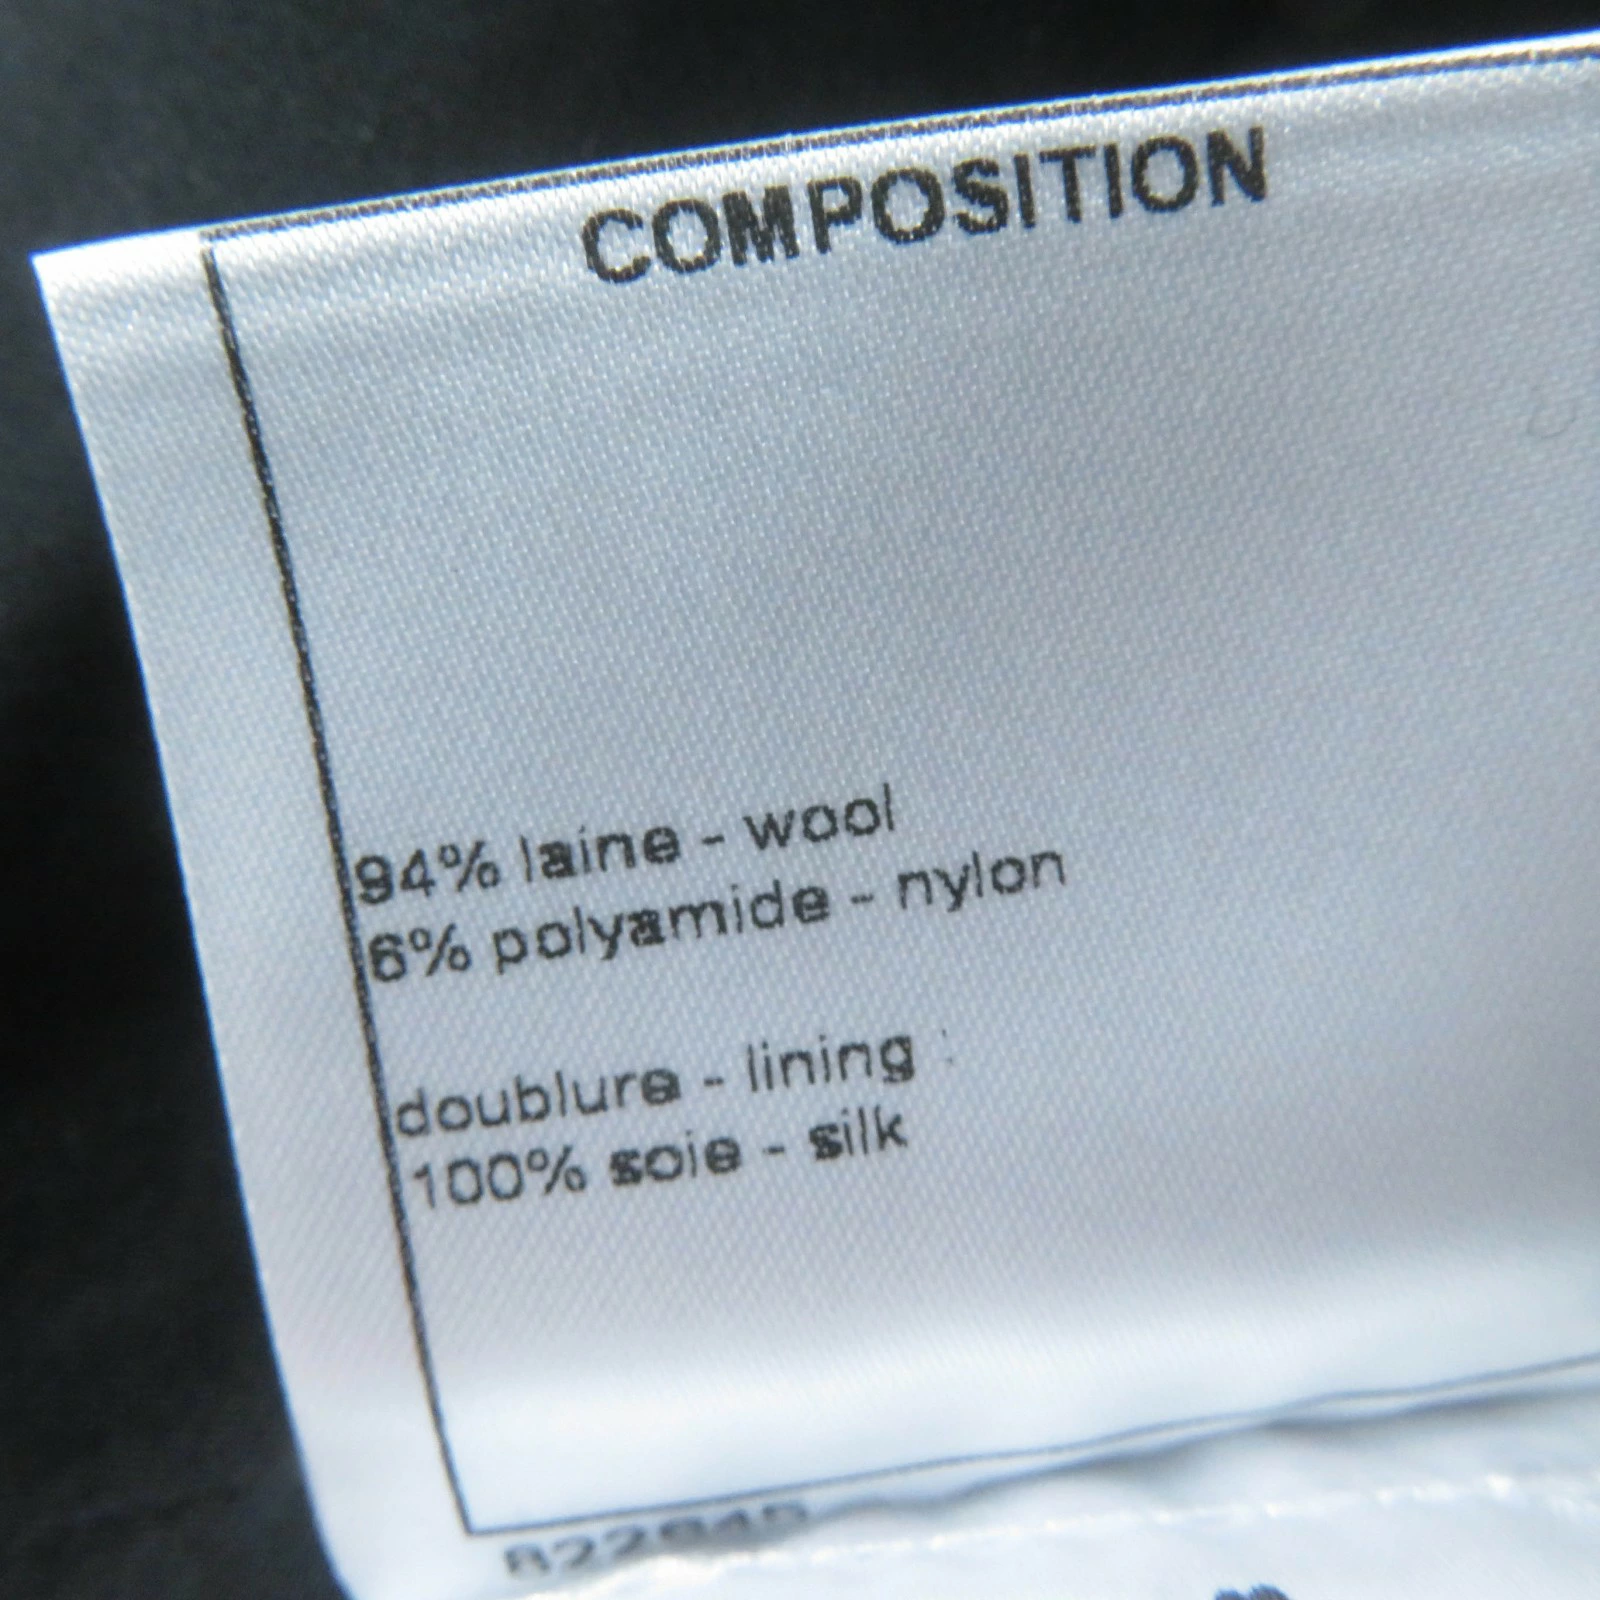 COMPOSITION
94% laine - wool
6% polyamide - nylon
doublure - lining :
100% soie - silk